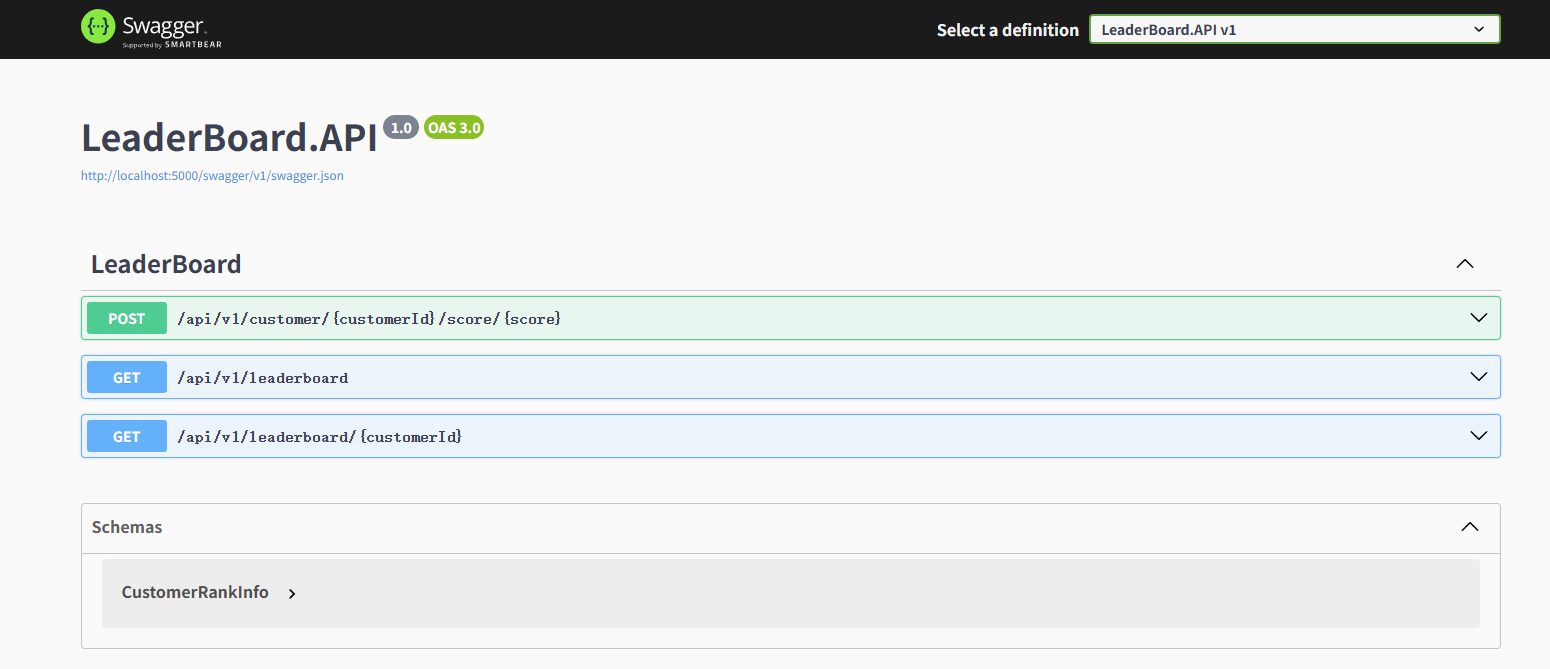 Swagger
Supported by SMARTBEAR
Select a definition
LeaderBoard.API v1
LeaderBoard.API 1.0 OAS 3.0
http://localhost:5000/swagger/v1/swagger.json
LeaderBoard
POST /api/v1/customer/{customerId}/score/{score}
GET /api/v1/leaderboard
GET /api/v1/leaderboard/{customerId}
Schemas
CustomerRankInfo